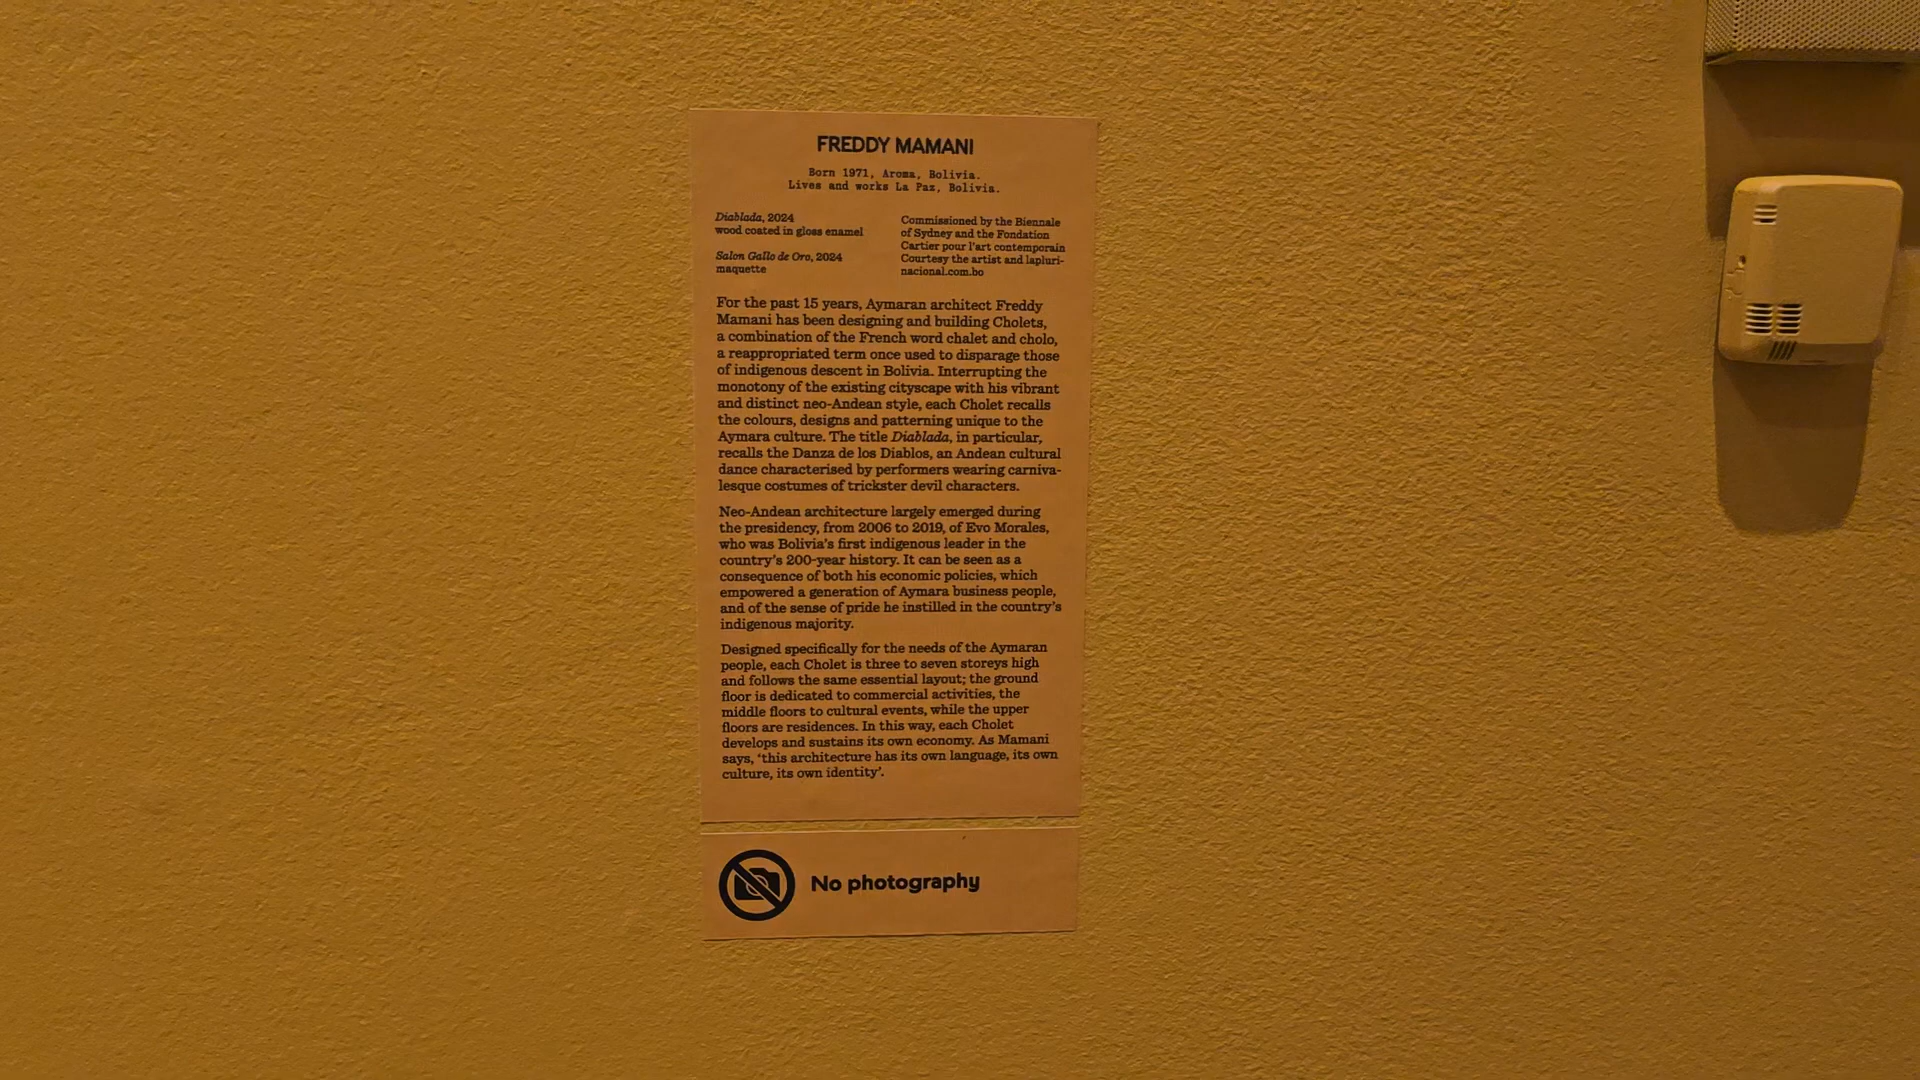 FREDDY MAMANI
Born 1971, Aroma, Bolivia.
Lives and works La Paz, Bolivia.
Diablada, 2024
wood coated in gloss enamel
Salon Gallo de Oro, 2024
maquette
Commissioned by the Biennale
of Sydney and the Fondation
Cartier pour l'art contemporain
Courtesy the artist and lapluri-
nacional.com.bo
For the past 15 years, Aymaran architect Freddy
Mamani has been designing and building Cholets,
a combination of the French word chalet and cholo,
a reappropriated term once used to disparage those
of indigenous descent in Bolivia. Interrupting the
monotony of the existing cityscape with his vibrant
and distinct neo-Andean style, each Cholet recalls
the colours, designs and patterning unique to the
Aymara culture. The title Diablada, in particular,
recalls the Danza de los Diablos, an Andean cultural
dance characterised by performers wearing carniva-
lesque costumes of trickster devil characters.
Neo-Andean architecture largely emerged during
the presidency, from 2006 to 2019, of Evo Morales,
who was Bolivia's first indigenous leader in the
country's 200-year history. It can be seen as a
consequence of both his economic policies, which
empowered a generation of Aymara business people,
and of the sense of pride he instilled in the country's
indigenous majority.
Designed specifically for the needs of the Aymaran
people, each Cholet is three to seven storeys high
and follows the same essential layout; the ground
floor is dedicated to commercial activities, the
middle floors to cultural events, while the upper
floors are residences. In this way, each Cholet
develops and sustains its own economy. As Mamani
says, 'this architecture has its own language, its own
culture, its own identity'.
No photography